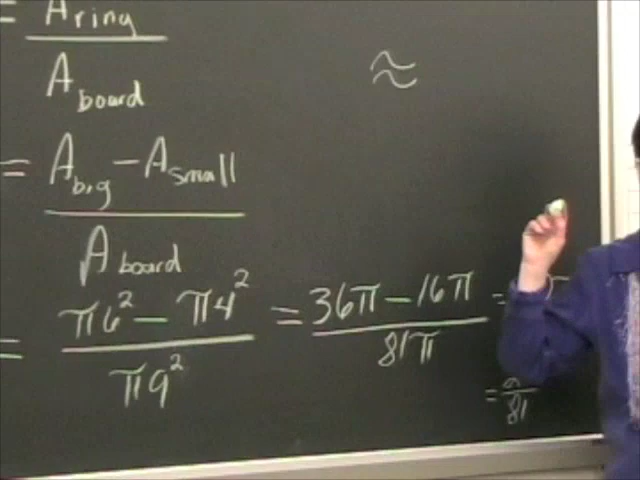 = A ring
A board
≈
= A big - A small
A board
= π6² - π4² = 36π - 16π =
π9² 81π
= 81